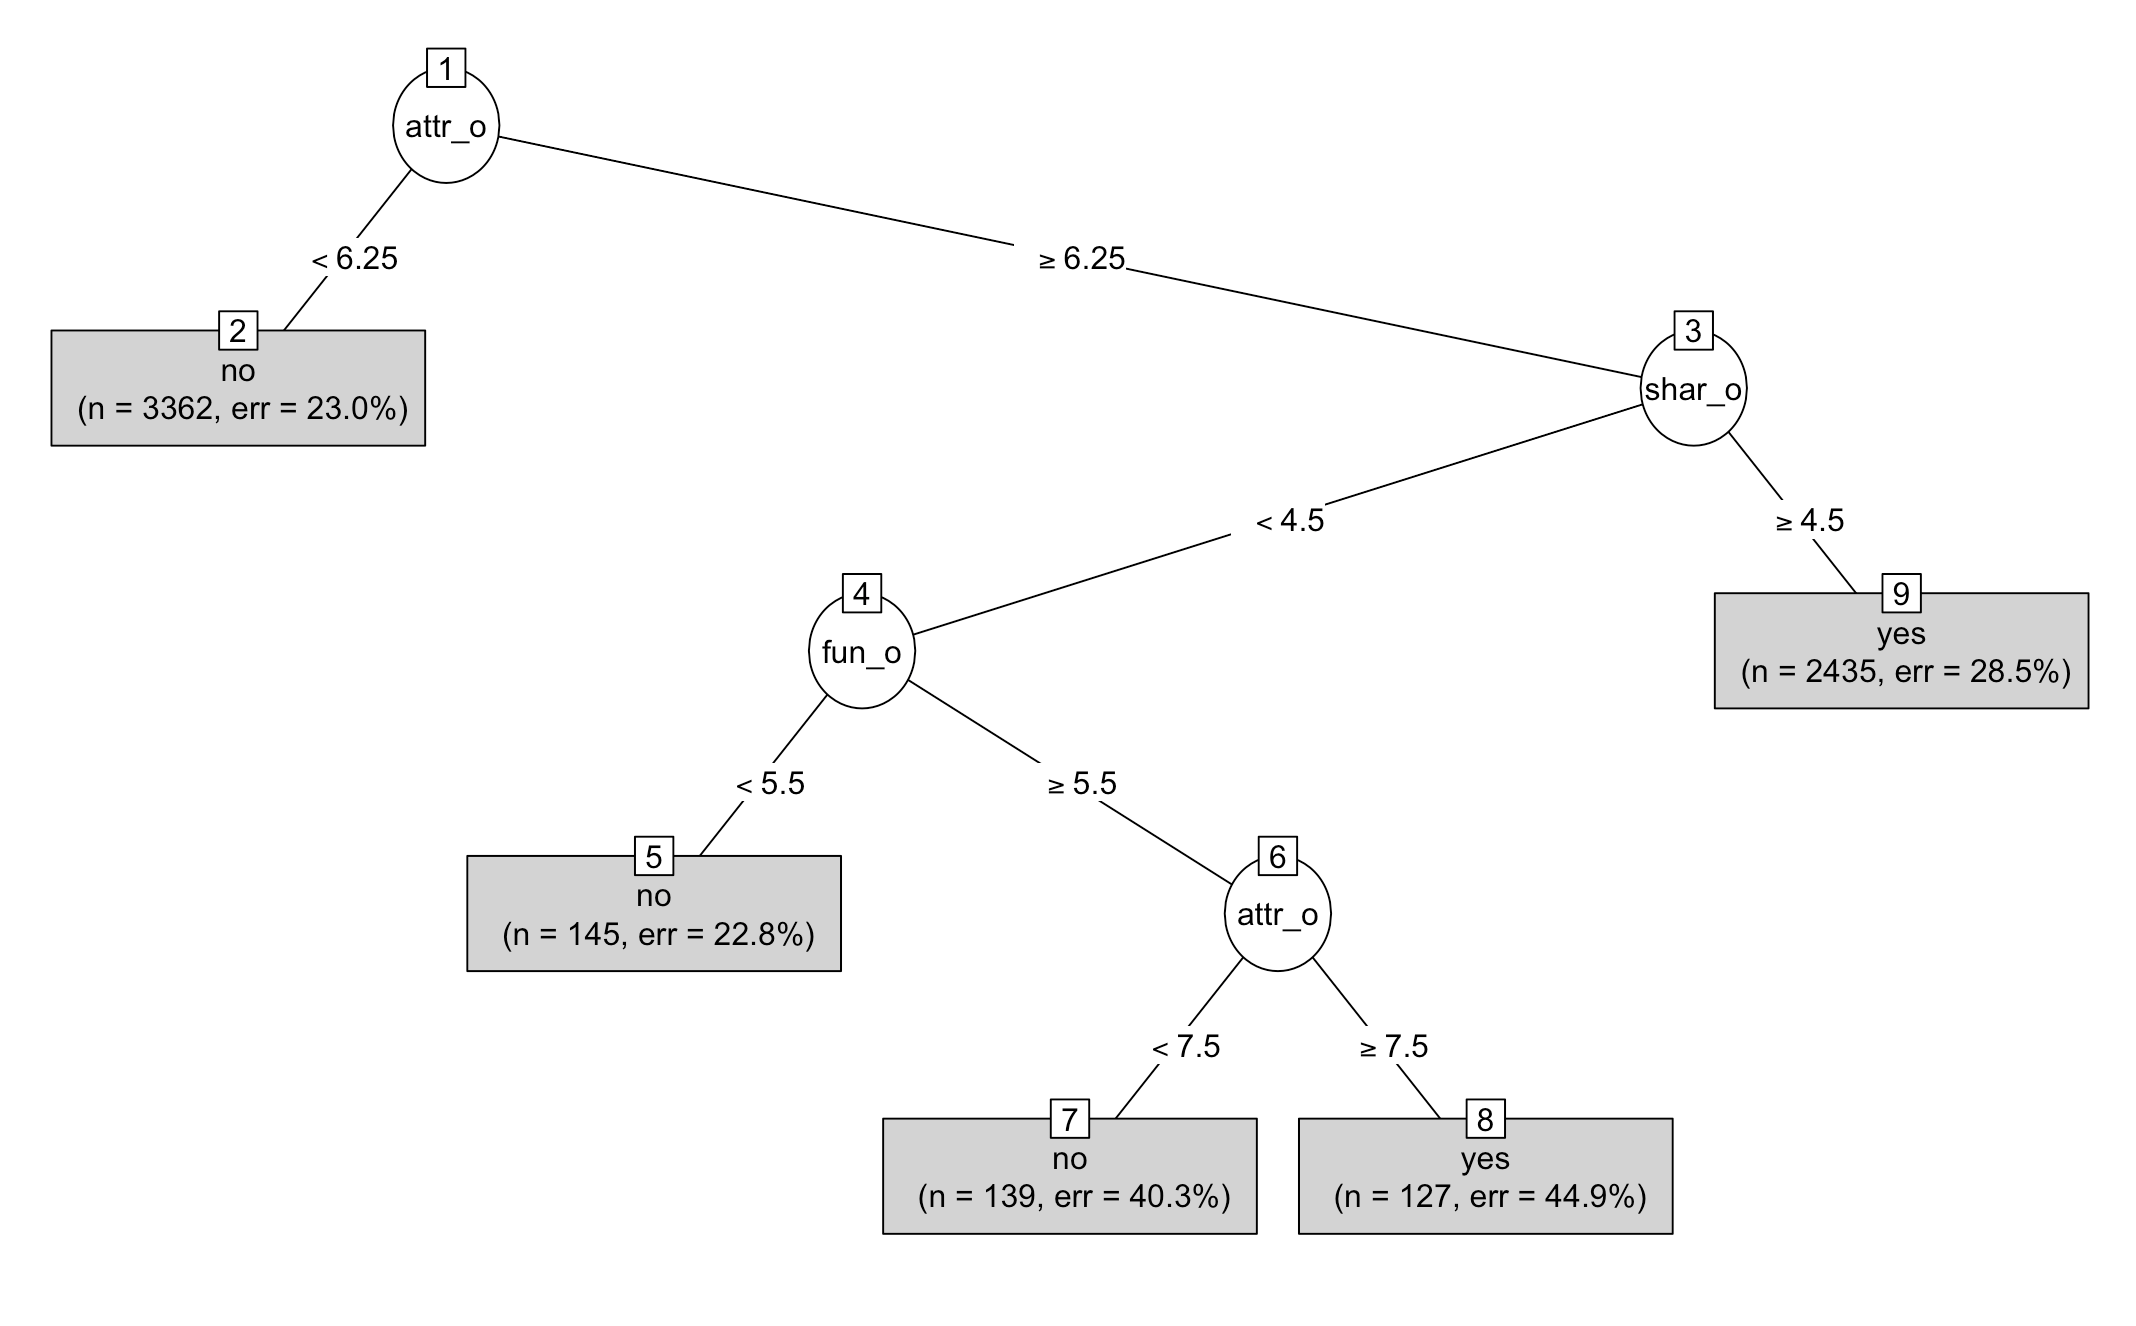 1
attr_o
< 6.25
≥ 6.25
2
no
(n = 3362, err = 23.0%)
3
shar_o
< 4.5
≥ 4.5
4
fun_o
9
yes
(n = 2435, err = 28.5%)
< 5.5
≥ 5.5
5
no
(n = 145, err = 22.8%)
6
attr_o
< 7.5
≥ 7.5
7
no
(n = 139, err = 40.3%)
8
yes
(n = 127, err = 44.9%)